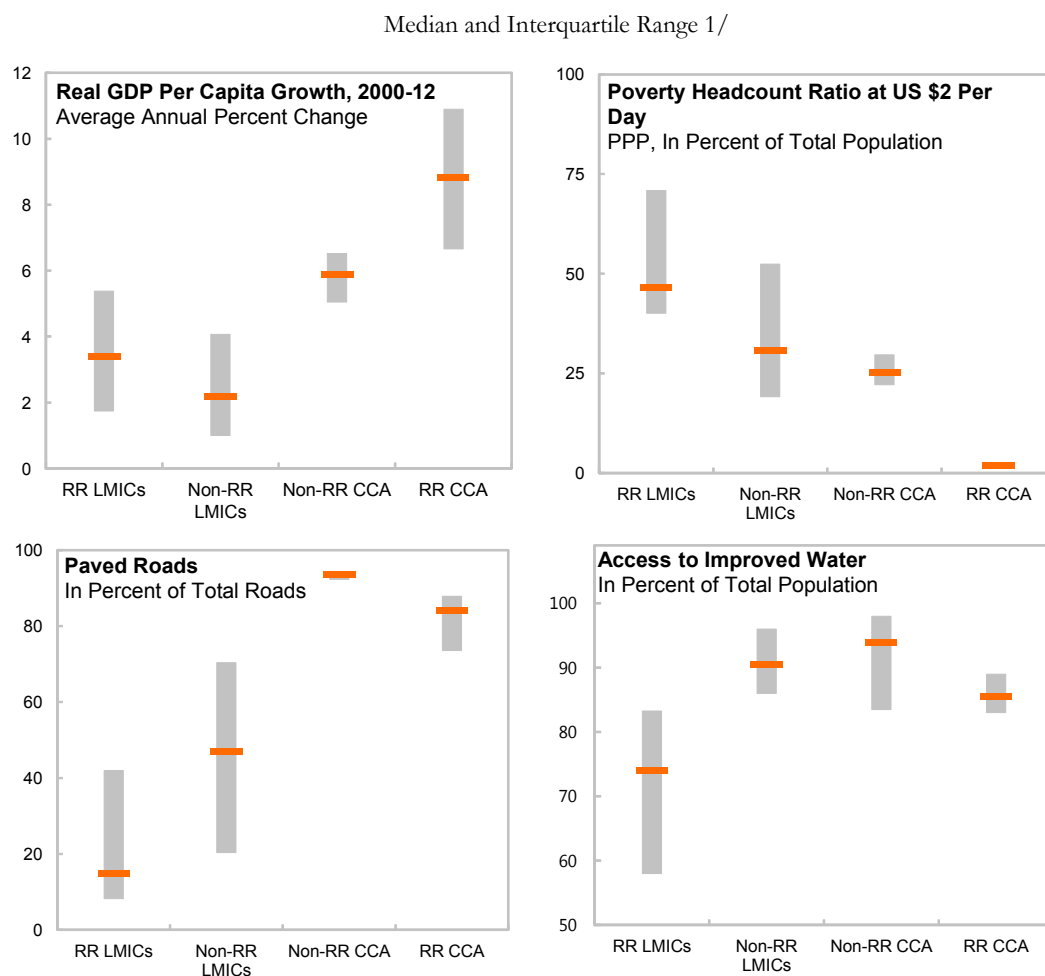 Median and Interquartile Range 1/
Real GDP Per Capita Growth, 2000-12
Average Annual Percent Change
12
10
8
6
4
2
0
RR LMICs
Non-RR
LMICs
Non-RR CCA
RR CCA
Poverty Headcount Ratio at US $2 Per
Day
PPP, In Percent of Total Population
100
75
50
25
0
RR LMICs
Non-RR
LMICs
Non-RR CCA
RR CCA
Paved Roads
In Percent of Total Roads
100
80
60
40
20
0
RR LMICs
Non-RR
LMICs
Non-RR CCA
RR CCA
Access to Improved Water
In Percent of Total Population
100
90
80
70
60
50
RR LMICs
Non-RR
LMICs
Non-RR CCA
RR CCA